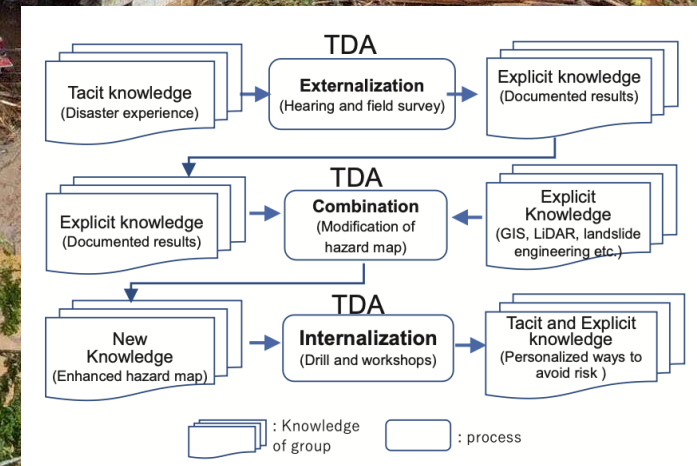 TDA
Tacit knowledge
(Disaster experience)
Externalization
(Hearing and field survey)
Explicit knowledge
(Documented results)
TDA
Explicit knowledge
(Documented results)
Combination
(Modification of
hazard map)
Explicit
Knowledge
(GIS, LiDAR, landslide
engineering etc.)
TDA
New
Knowledge
(Enhanced hazard map)
Internalization
(Drill and workshops)
Tacit and Explicit
knowledge
(Personalized ways to
avoid risk )
: Knowledge
of group
: process